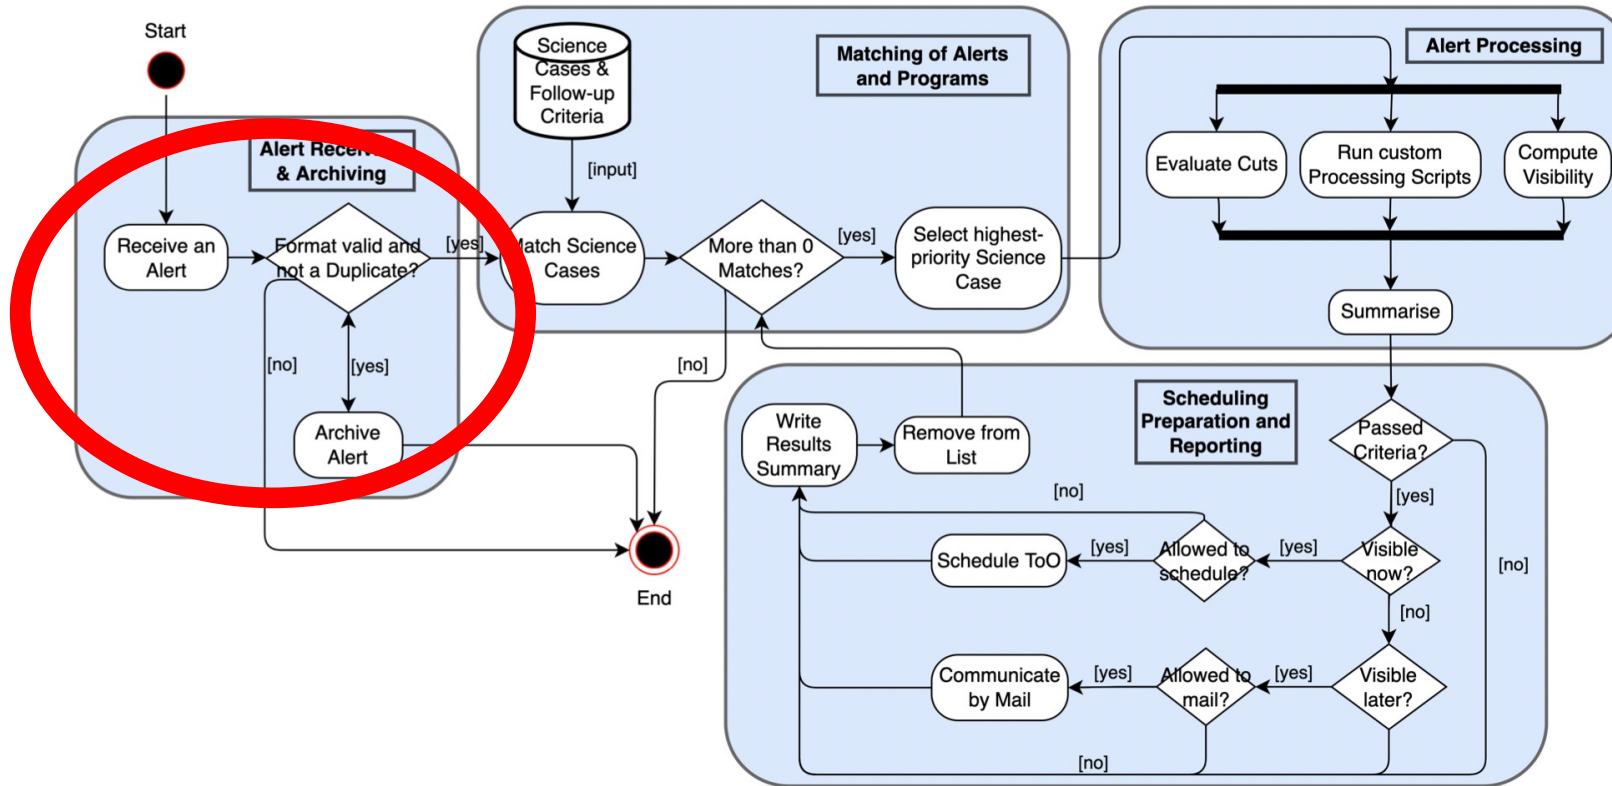 Start
Alert
& Archiving
Receive an
Alert
Format valid and
not a Duplicate?
[yes]
[no]
[yes]
Archive
Alert
Science
Cases &
Follow-up
Criteria
[input]
Matching of Alerts
and Programs
Match Science
Cases
More than 0
Matches?
[yes]
Select highest-
priority Science
Case
[no]
End
Alert Processing
Evaluate Cuts
Run custom
Processing Scripts
Compute
Visibility
Summarise
Scheduling
Preparation and
Reporting
Write
Results
Summary
Remove from
List
Passed
Criteria?
[yes]
[no]
[no]
Schedule ToO
[yes]
Allowed to
schedule?
[yes]
Visible
now?
[no]
Communicate
by Mail
[yes]
Allowed to
mail?
[yes]
Visible
later?
[no]